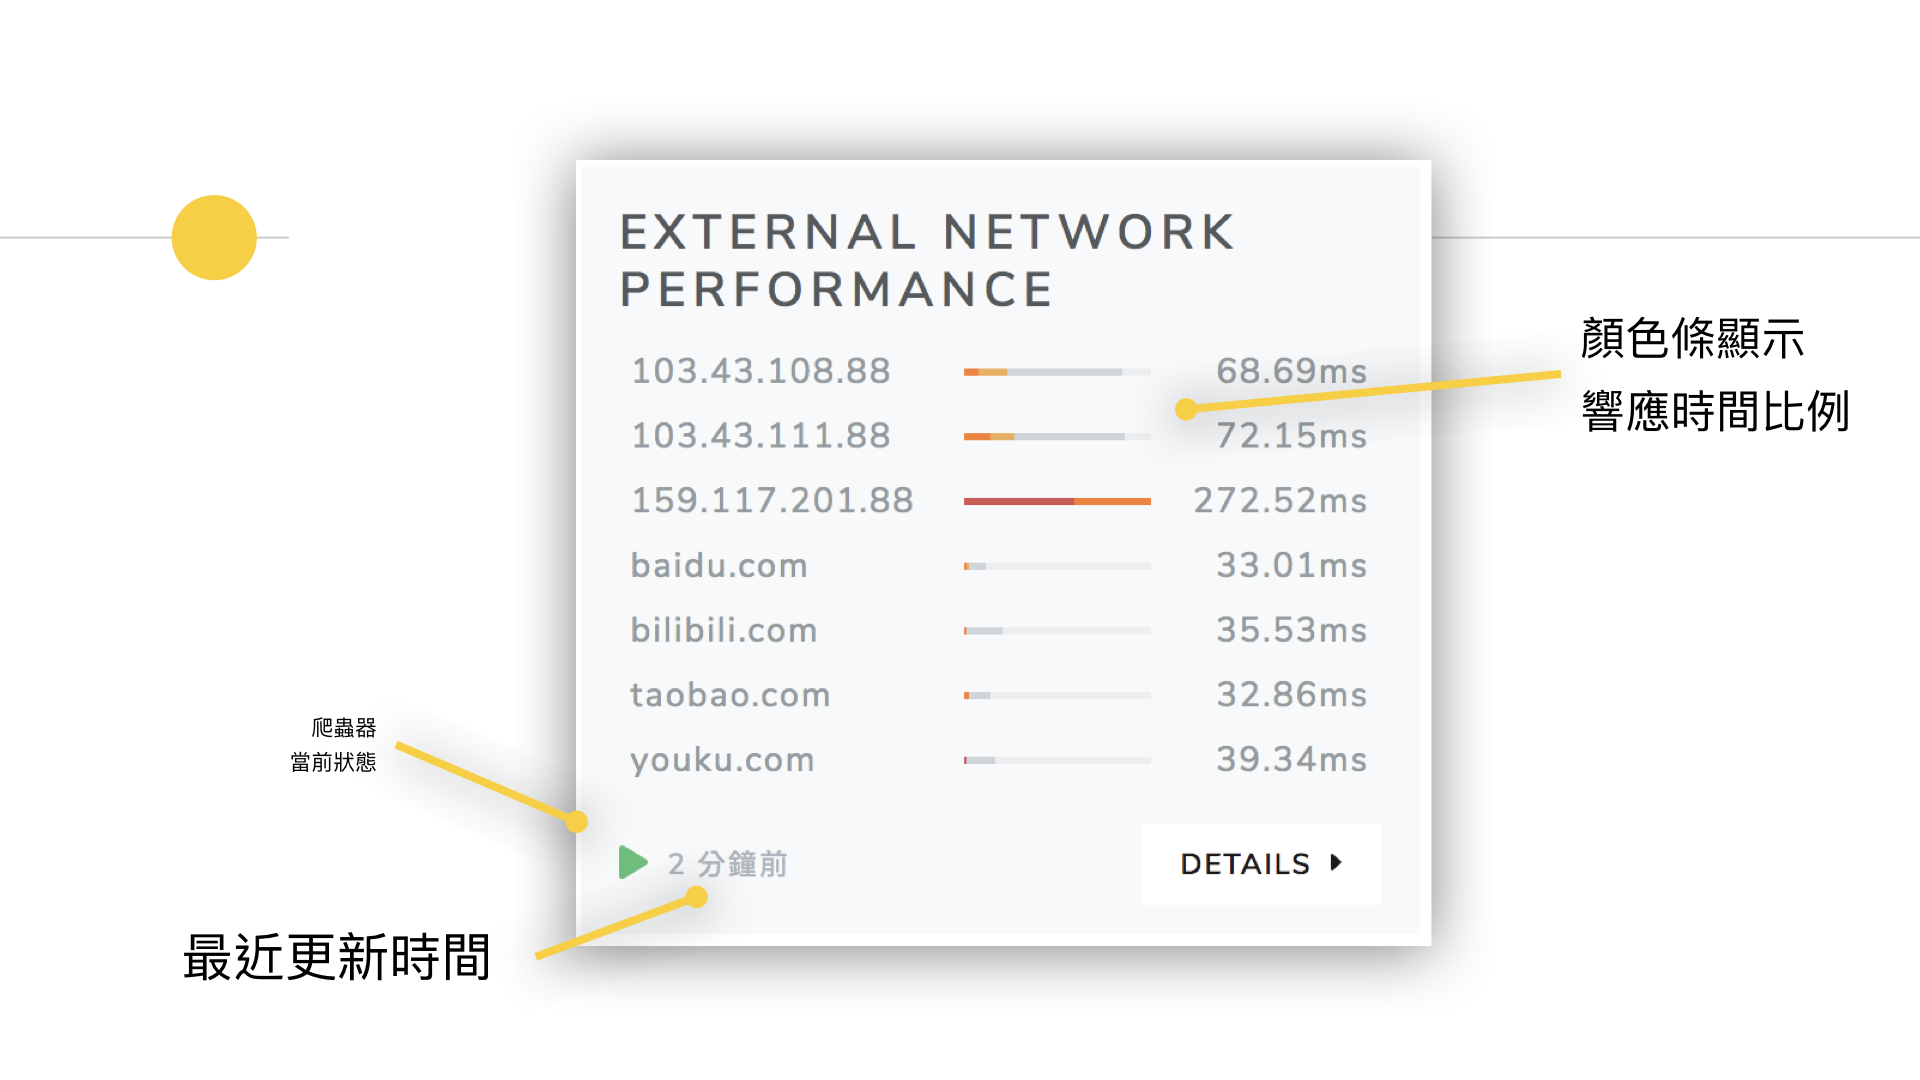 EXTERNAL NETWORK
PERFORMANCE
103.43.108.88 68.69ms
103.43.111.88 72.15ms
159.117.201.88 272.52ms
baidu.com 33.01ms
bilibili.com 35.53ms
taobao.com 32.86ms
youku.com 39.34ms
2 分鐘前 DETAILS
顏色條顯示
響應時間比例
爬蟲器
當前狀態
最近更新時間